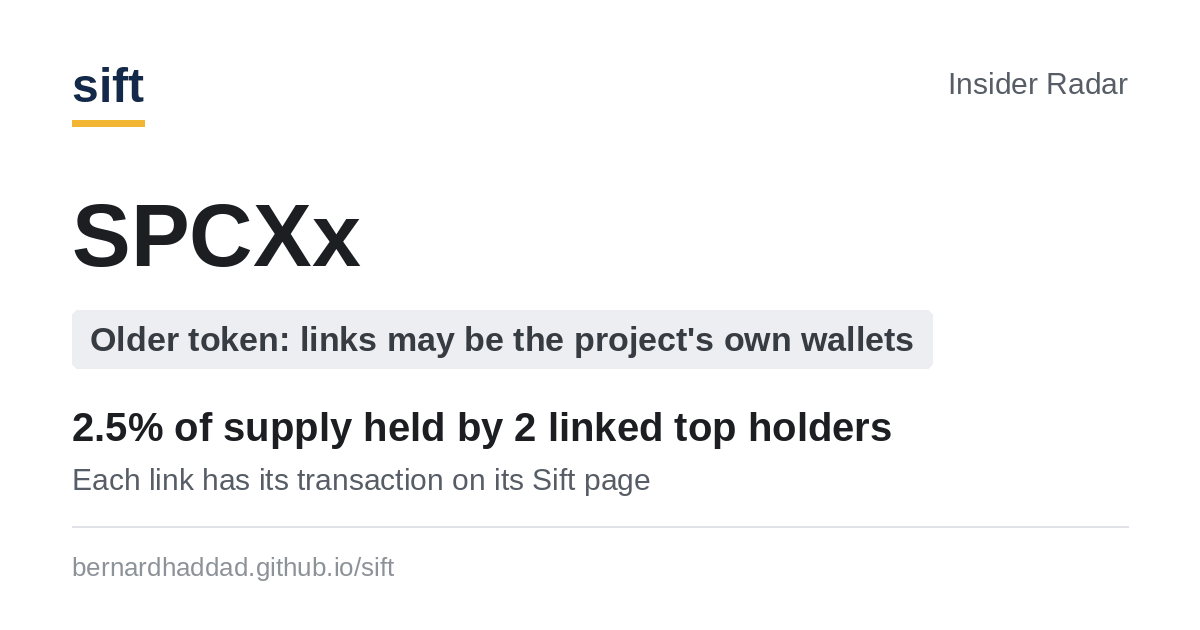 sift
Insider Radar
SPCXx
Older token: links may be the project's own wallets
2.5% of supply held by 2 linked top holders
Each link has its transaction on its Sift page
bernardhaddad.github.io/sift